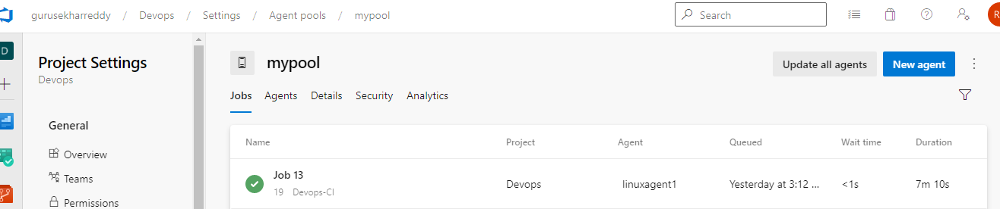 gurusekharreddy / Devops / Settings / Agent pools / mypool Search R
D Project Settings
Devops
mypool Update all agents New agent
Jobs Agents Details Security Analytics
General
Overview
Teams
Permissions
Name Project Agent Queued Wait time Duration
Job 13
19 Devops-CI
Devops linuxagent1 Yesterday at 3:12 ... <1s 7m 10s